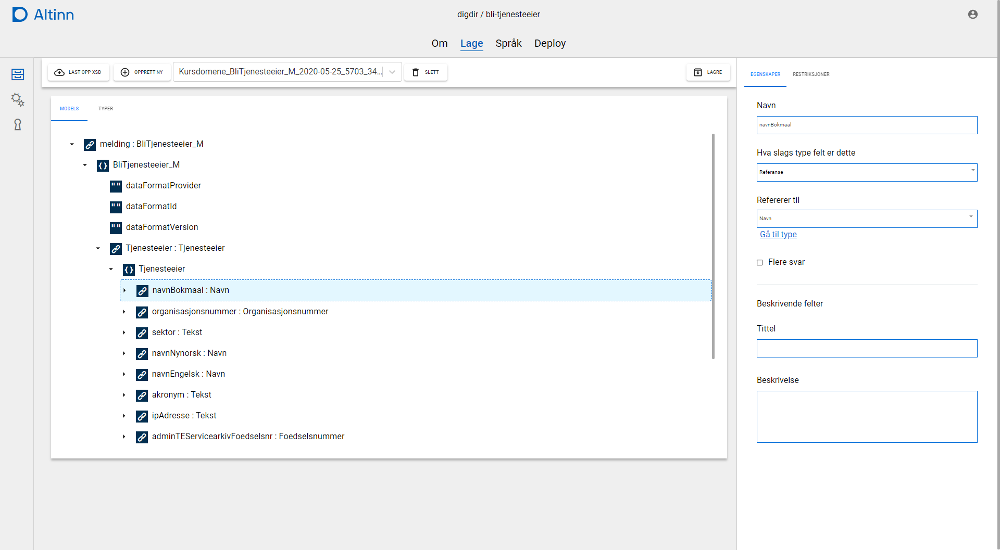 Altinn
digdir / bli-tjenesteeier
Om Lage Språk Deploy
LAST OPP XSD OPPRETT NY Kursdomene_BliTjenesteeier_M_2020-05-25_5703_34... SLETT LAGRE
MODELS TYPER
melding : BliTjenesteeier_M
BliTjenesteeier_M
dataFormatProvider
dataFormatId
dataFormatVersion
Tjenesteeier : Tjenesteeier
Tjenesteeier
navnBokmaal : Navn
organisasjonsnummer : Organisasjonsnummer
sektor : Tekst
navnNynorsk : Navn
navnEngelsk : Navn
akronym : Tekst
ipAdresse : Tekst
adminTEServicearkivFoedselsnr : Foedselsnummer
EGENSKAPER RESTRIKSJONER
Navn
navnBokmaal
Hva slags type felt er dette
Referanse
Refererer til
Navn
Gå til type
Flere svar
Beskrivende felter
Tittel
Beskrivelse